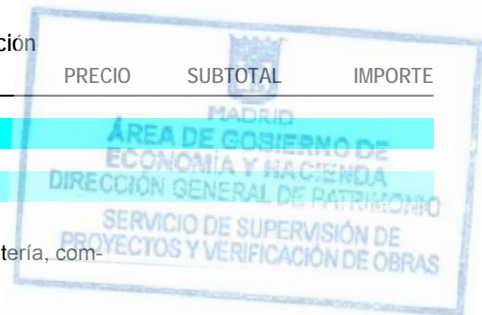 ción
PRECIO SUBTOTAL IMPORTE
MADRID
ÁREA DE GOBIERNO DE
ECONOMÍA Y HACIENDA
DIRECCIÓN GENERAL DE PATRIMONIO
SERVICIO DE SUPERVISIÓN DE
PROYECTOS Y VERIFICACIÓN DE OBRAS
tería, com-